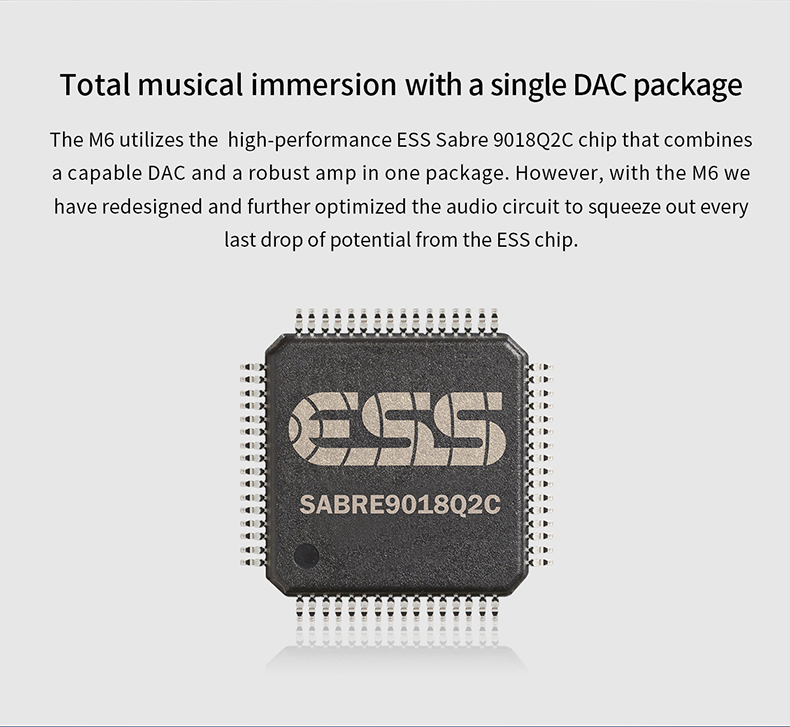 Total musical immersion with a single DAC package
The M6 utilizes the  high-performance ESS Sabre 9018Q2C chip that combines
a capable DAC and a robust amp in one package. However, with the M6 we
have redesigned and further optimized the audio circuit to squeeze out every
last drop of potential from the ESS chip.
ESS
SABRE9018Q2C